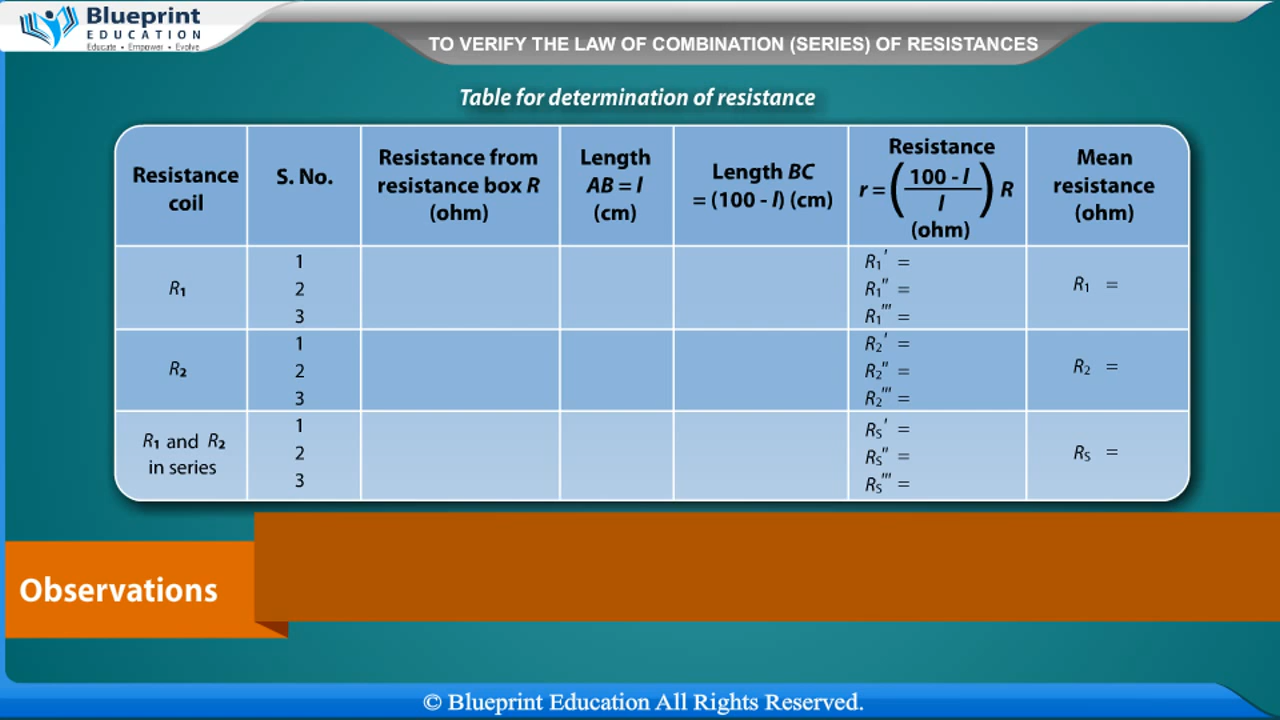 Blueprint
EDUCATION
Educate • Empower • Evolve
TO VERIFY THE LAW OF COMBINATION (SERIES) OF RESISTANCES
Table for determination of resistance
Resistance coil
S. No.
Resistance from resistance box R (ohm)
Length AB = l (cm)
Length BC = (100 - l) (cm)
Resistance r = ((100 - l) / l) R (ohm)
Mean resistance (ohm)
R₁
1 R₁′ =
2 R₁″ =
3 R₁‴ =
R₁ =
R₂
1 R₂′ =
2 R₂″ =
3 R₂‴ =
R₂ =
R₁ and R₂ in series
1 RS′ =
2 RS″ =
3 RS‴ =
RS =
Observations
© Blueprint Education All Rights Reserved.